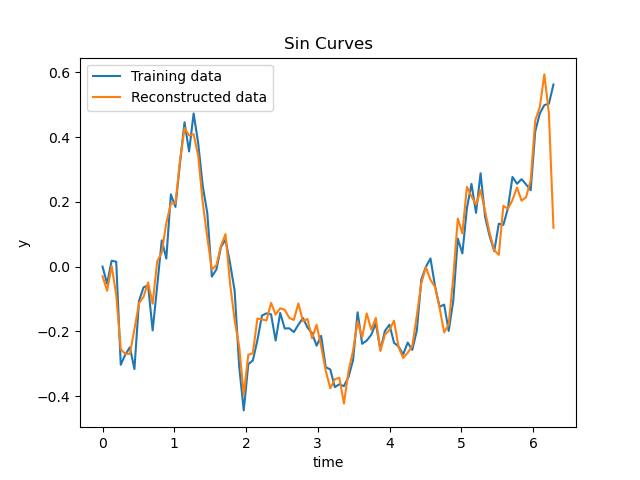 Sin Curves
Training data
Reconstructed data
0.6
0.4
0.2
0.0
−0.2
−0.4
y
0 1 2 3 4 5 6
time